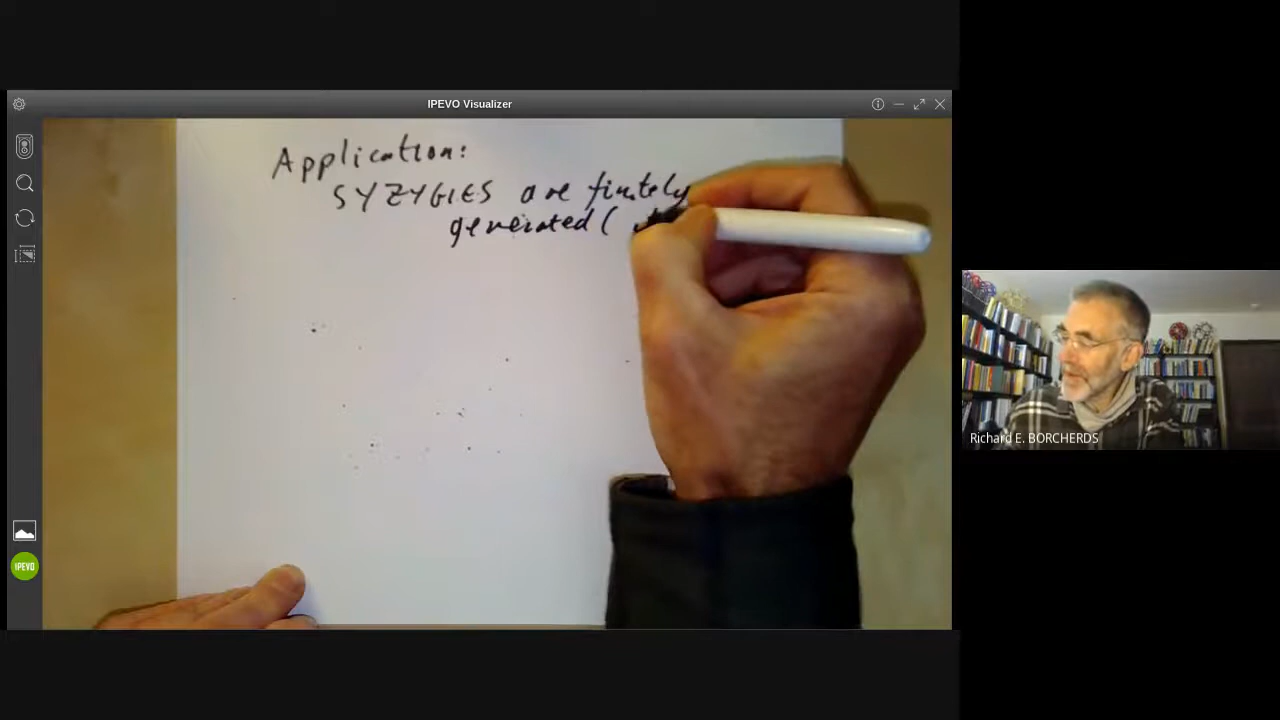 IPEVO Visualizer
Application:
SYZYGIES are finitely
generated (
IPEVO
Richard E. BORCHERDS